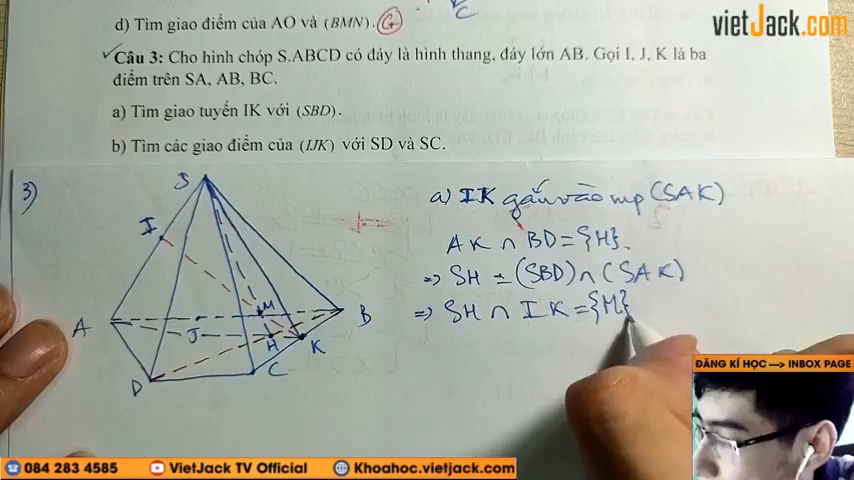 d) Tìm giao điểm của AO và (BMN). G
C
vietJack.com
Câu 3: Cho hình chóp S.ABCD có đáy là hình thang, đáy lớn AB. Gọi I, J, K là ba
điểm trên SA, AB, BC.
a) Tìm giao tuyến IK với (SBD).
b) Tìm các giao điểm của (IJK) với SD và SC.
3)
S
I
A
J
M
H
K
B
D
C
a) IK gắn vào mp (SAK)
AK ∩ BD = {H}.
⇒ SH = (SBD) ∩ (SAK)
⇒ SH ∩ IK = {M}
ĐĂNG KÍ HỌC —> INBOX PAGE
084 283 4585
VietJack TV Official
Khoahoc.vietjack.com